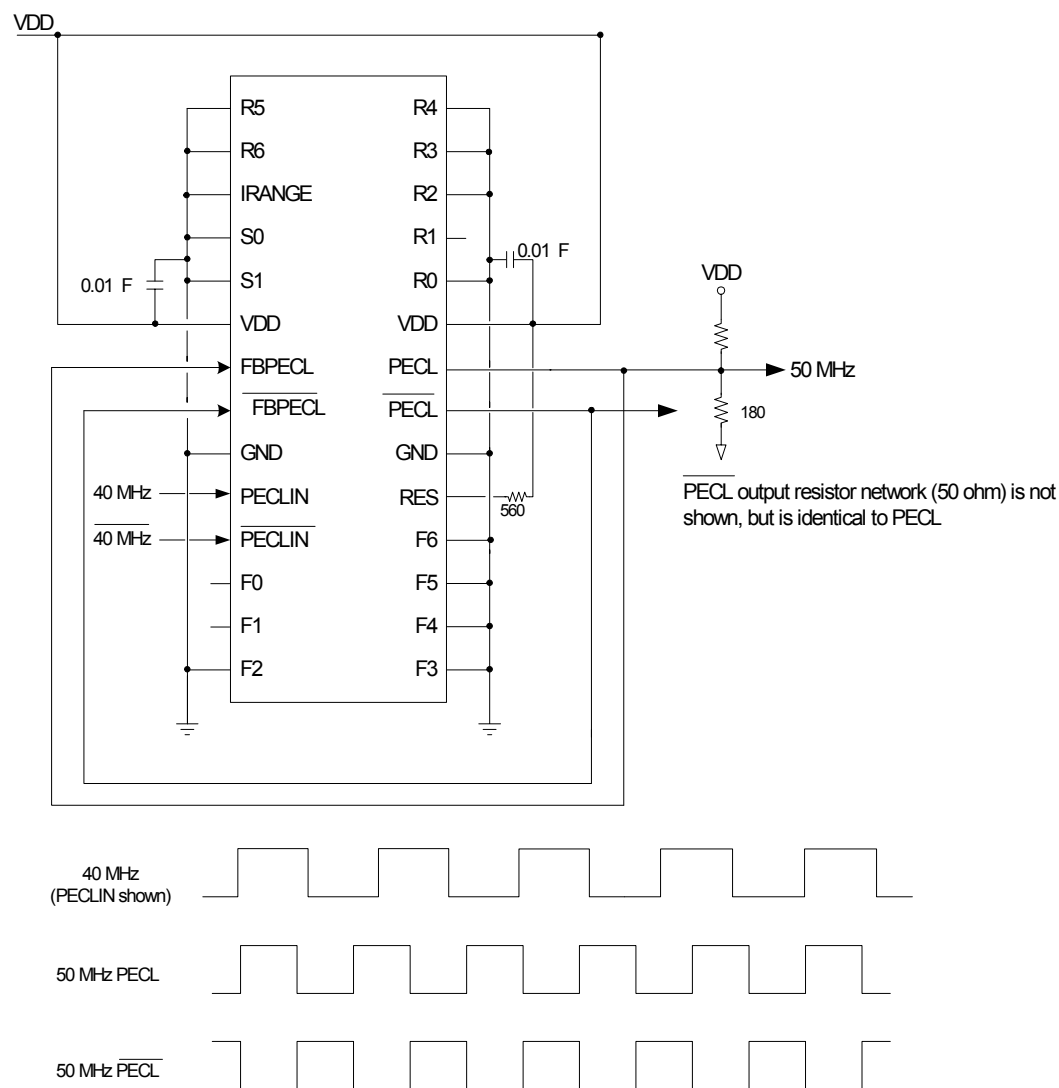 VDD
R5 R4
R6 R3
IRANGE R2
S0 R1
0.01 F
S1 R0
0.01 F
VDD VDD
VDD
FBPECL PECL
50 MHz
FBPECL PECL
180
GND GND
40 MHz PECLIN RES
560
40 MHz PECLIN F6
PECL output resistor network (50 ohm) is not
shown, but is identical to PECL
F0 F5
F1 F4
F2 F3
40 MHz
(PECLIN shown)
50 MHz PECL
50 MHz PECL